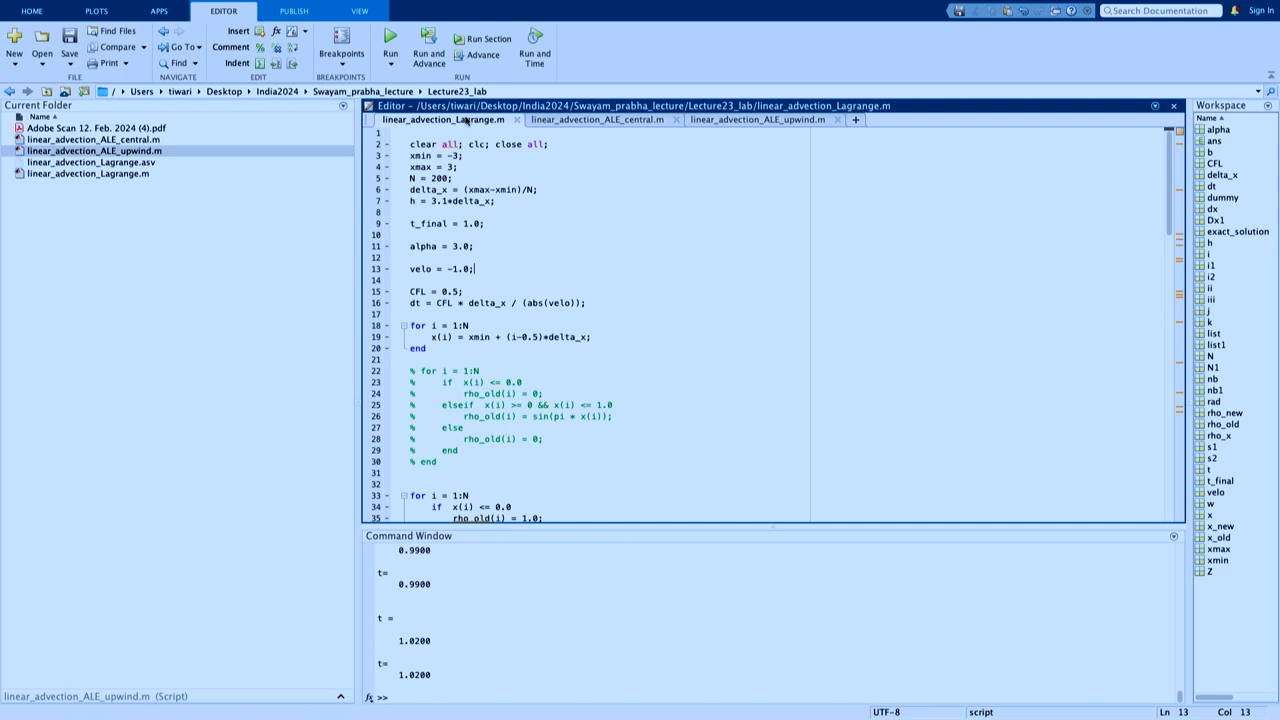 HOME PLOTS APPS EDITOR PUBLISH VIEW Search Documentation Sign In
New Open Save Find Files Compare Print Go To Find Insert fx Comment % Indent Breakpoints Run Run and Advance Run Section Advance Run and Time
FILE NAVIGATE EDIT BREAKPOINTS RUN
/ Users tiwari Desktop India2024 Swayam_prabha_lecture Lecture23_lab
Current Folder
Name
Adobe Scan 12. Feb. 2024 (4).pdf
linear_advection_ALE_central.m
linear_advection_ALE_upwind.m
linear_advection_Lagrange.asv
linear_advection_Lagrange.m
linear_advection_ALE_upwind.m (Script)
Editor - /Users/tiwari/Desktop/India2024/Swayam_prabha_lecture/Lecture23_lab/linear_advection_Lagrange.m
linear_advection_Lagrange.m linear_advection_ALE_central.m linear_advection_ALE_upwind.m
1
2 - clear all; clc; close all;
3 - xmin = -3;
4 - xmax = 3;
5 - N = 200;
6 - delta_x = (xmax-xmin)/N;
7 - h = 3.1*delta_x;
8
9 - t_final = 1.0;
10
11 - alpha = 3.0;
12
13 - velo = -1.0;
14
15 - CFL = 0.5;
16 - dt = CFL * delta_x / (abs(velo));
17
18 - for i = 1:N
19 - x(i) = xmin + (i-0.5)*delta_x;
20 - end
21
22 % for i = 1:N
23 % if x(i) <= 0.0
24 % rho_old(i) = 0;
25 % elseif x(i) >= 0 && x(i) <= 1.0
26 % rho_old(i) = sin(pi * x(i));
27 % else
28 % rho_old(i) = 0;
29 % end
30 % end
31
32
33 - for i = 1:N
34 - if x(i) <= 0.0
35 - rho_old(i) = 1.0;
Command Window
0.9900
t=
0.9900
t =
1.0200
t=
1.0200
fx >>
Workspace
Name
alpha
ans
b
CFL
delta_x
dt
dummy
dx
Dx1
exact_solution
h
i
i1
i2
ii
iii
j
k
list
list1
N
N1
nb
nb1
rad
rho_new
rho_old
rho_x
s1
s2
t
t_final
velo
w
x
x_new
x_old
xmax
xmin
Z
UTF-8 script Ln 13 Col 13